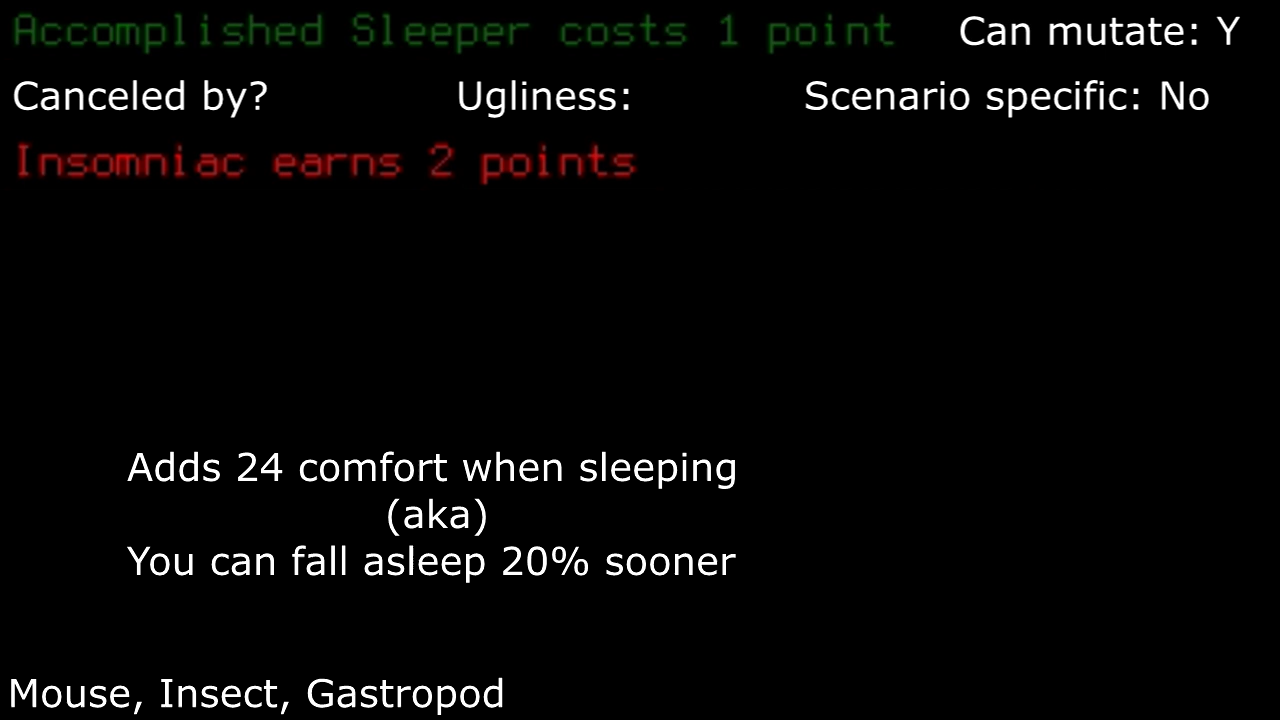 Accomplished Sleeper costs 1 point Can mutate: Y
Canceled by? Ugliness: Scenario specific: No
Insomniac earns 2 points
Adds 24 comfort when sleeping
(aka)
You can fall asleep 20% sooner
Mouse, Insect, Gastropod